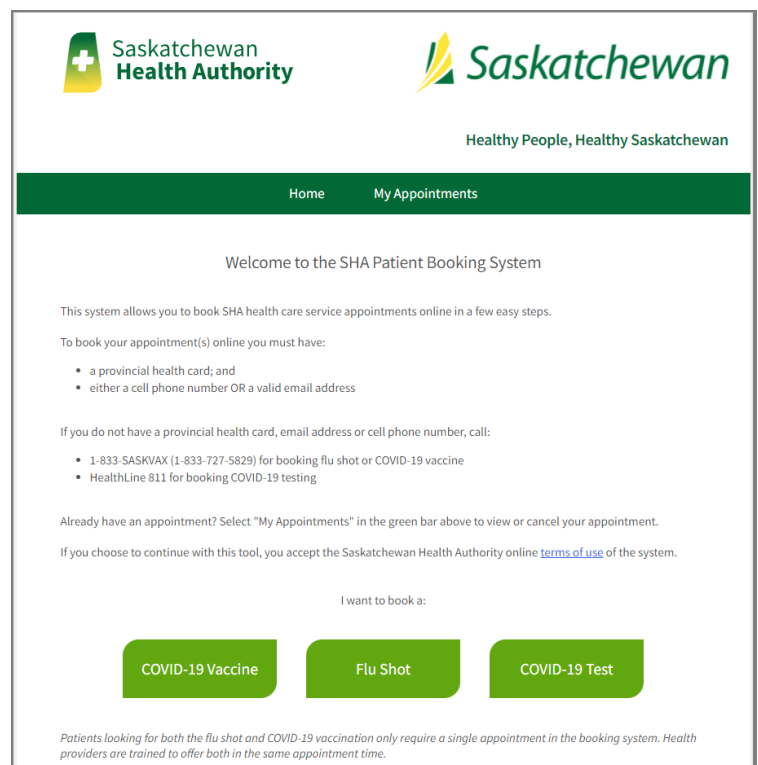 Saskatchewan
Health Authority
Saskatchewan
Healthy People, Healthy Saskatchewan
Home My Appointments
Welcome to the SHA Patient Booking System
This system allows you to book SHA health care service appointments online in a few easy steps.
To book your appointment(s) online you must have:
• a provincial health card; and
• either a cell phone number OR a valid email address
If you do not have a provincial health card, email address or cell phone number, call:
• 1-833-SASKVAX (1-833-727-5829) for booking flu shot or COVID-19 vaccine
• HealthLine 811 for booking COVID-19 testing
Already have an appointment? Select "My Appointments" in the green bar above to view or cancel your appointment.
If you choose to continue with this tool, you accept the Saskatchewan Health Authority online terms of use of the system.
I want to book a:
COVID-19 Vaccine Flu Shot COVID-19 Test
Patients looking for both the flu shot and COVID-19 vaccination only require a single appointment in the booking system. Health
providers are trained to offer both in the same appointment time.